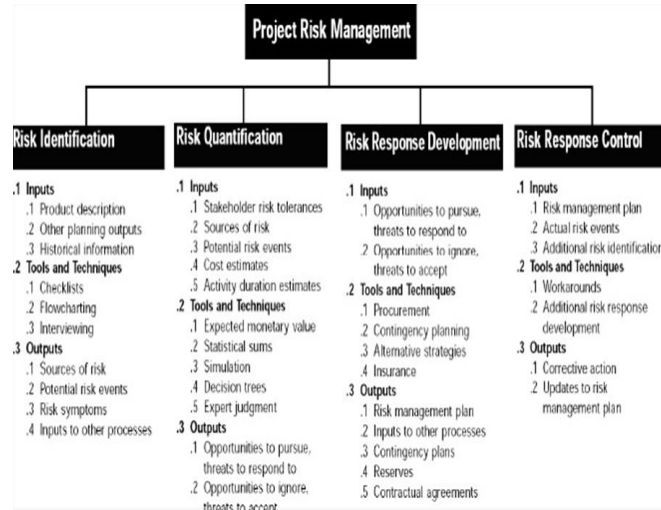 Project Risk Management
Risk Identification
.1 Inputs
.1 Product description
.2 Other planning outputs
.3 Historical information
.2 Tools and Techniques
.1 Checklists
.2 Flowcharting
.3 Interviewing
.3 Outputs
.1 Sources of risk
.2 Potential risk events
.3 Risk symptoms
.4 Inputs to other processes
Risk Quantification
.1 Inputs
.1 Stakeholder risk tolerances
.2 Sources of risk
.3 Potential risk events
.4 Cost estimates
.5 Activity duration estimates
.2 Tools and Techniques
.1 Expected monetary value
.2 Statistical sums
.3 Simulation
.4 Decision trees
.5 Expert judgment
.3 Outputs
.1 Opportunities to pursue,
threats to respond to
.2 Opportunities to ignore,
threats to accept
Risk Response Development
.1 Inputs
.1 Opportunities to pursue,
threats to respond to
.2 Opportunities to ignore,
threats to accept
.2 Tools and Techniques
.1 Procurement
.2 Contingency planning
.3 Alternative strategies
.4 Insurance
.3 Outputs
.1 Risk management plan
.2 Inputs to other processes
.3 Contingency plans
.4 Reserves
.5 Contractual agreements
Risk Response Control
.1 Inputs
.1 Risk management plan
.2 Actual risk events
.3 Additional risk identification
.2 Tools and Techniques
.1 Workarounds
.2 Additional risk response
development
.3 Outputs
.1 Corrective action
.2 Updates to risk
management plan